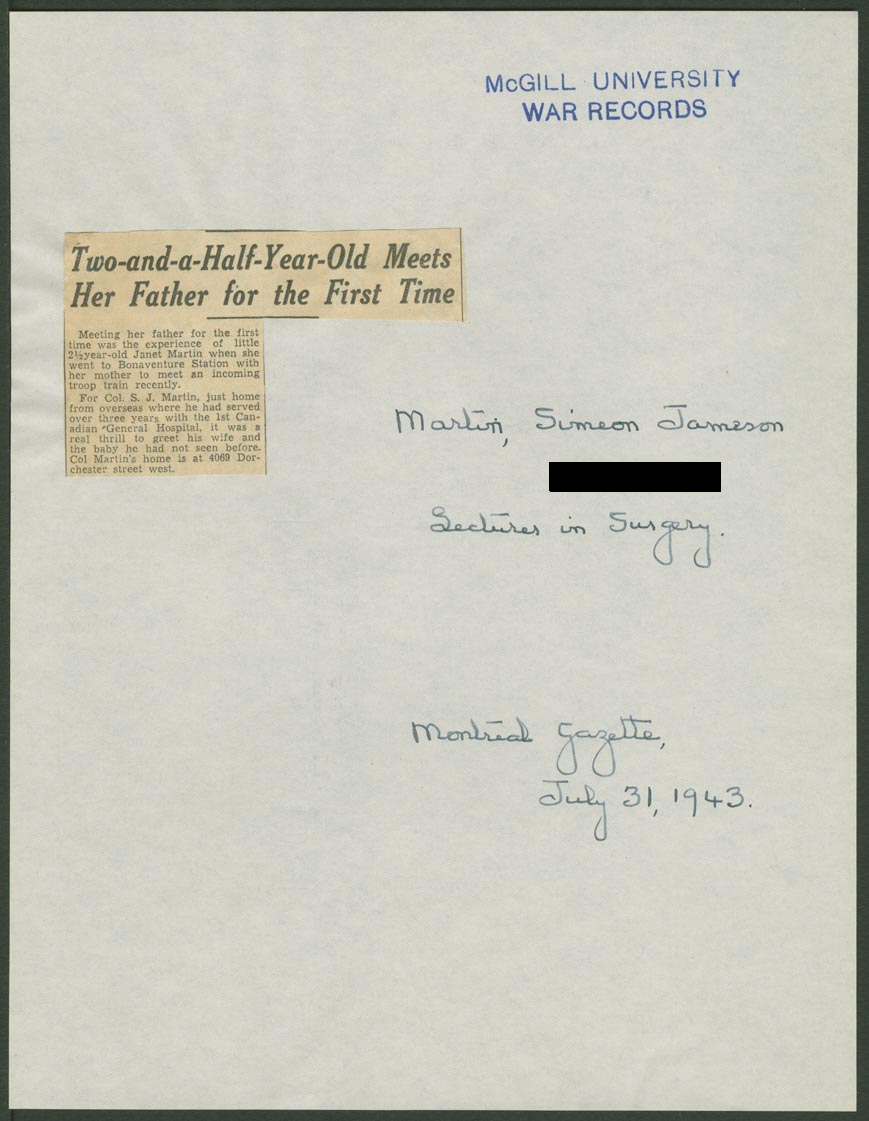 McGILL UNIVERSITY
WAR RECORDS
Two-and-a-Half-Year-Old Meets
Her Father for the First Time
Meeting her father for the first
time was the experience of little
2½year-old Janet Martin when she
went to Bonaventure Station with
her mother to meet an incoming
troop train recently.
For Col. S. J. Martin, just home
from overseas where he had served
over three years with the 1st Can-
adian General Hospital, it was a
real thrill to greet his wife and
the baby he had not seen before.
Col Martin's home is at 4069 Dor-
chester street west.
Martin, Simeon Jameson
Lectures in Surgery.
Montreal Gazette,
July 31, 1943.